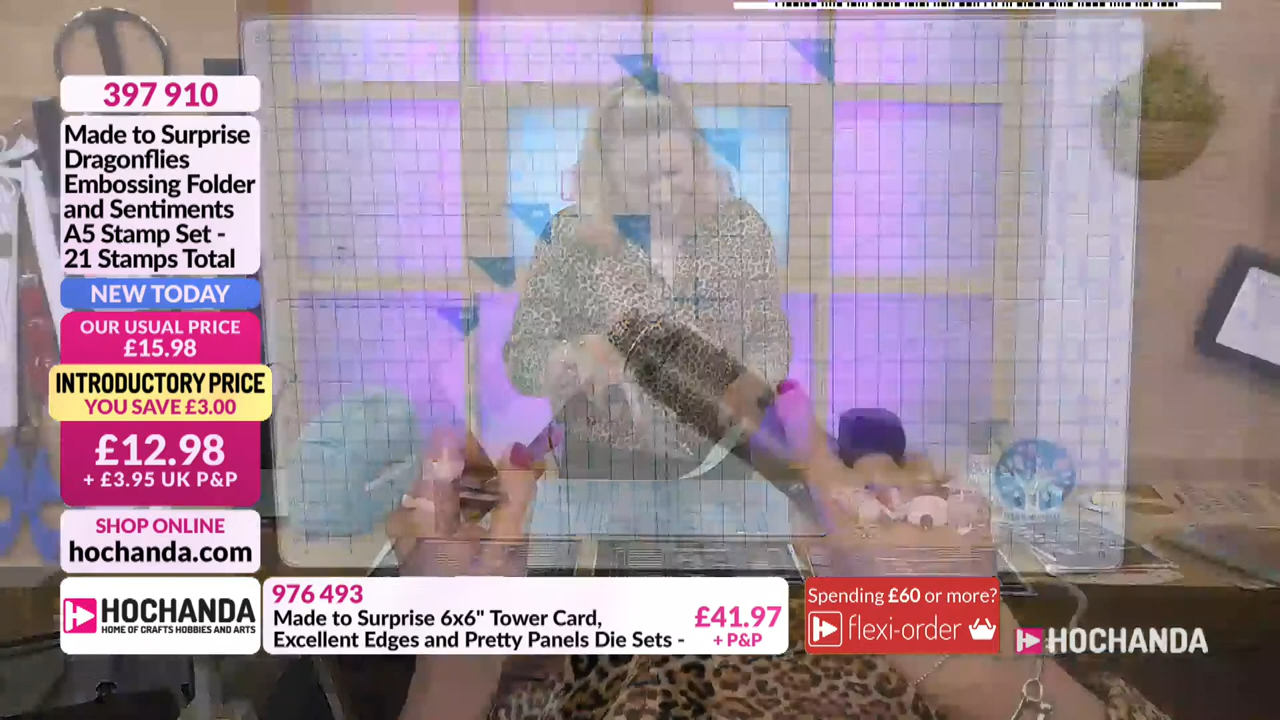 397 910
Made to Surprise
Dragonflies
Embossing Folder
and Sentiments
A5 Stamp Set -
21 Stamps Total
NEW TODAY
OUR USUAL PRICE
£15.98
INTRODUCTORY PRICE
YOU SAVE £3.00
£12.98
+ £3.95 UK P&P
SHOP ONLINE
hochanda.com
HOCHANDA
HOME OF CRAFTS HOBBIES AND ARTS
976 493
Made to Surprise 6x6" Tower Card,
Excellent Edges and Pretty Panels Die Sets -
£41.97
+ P&P
Spending £60 or more?
flexi-order
HOCHANDA